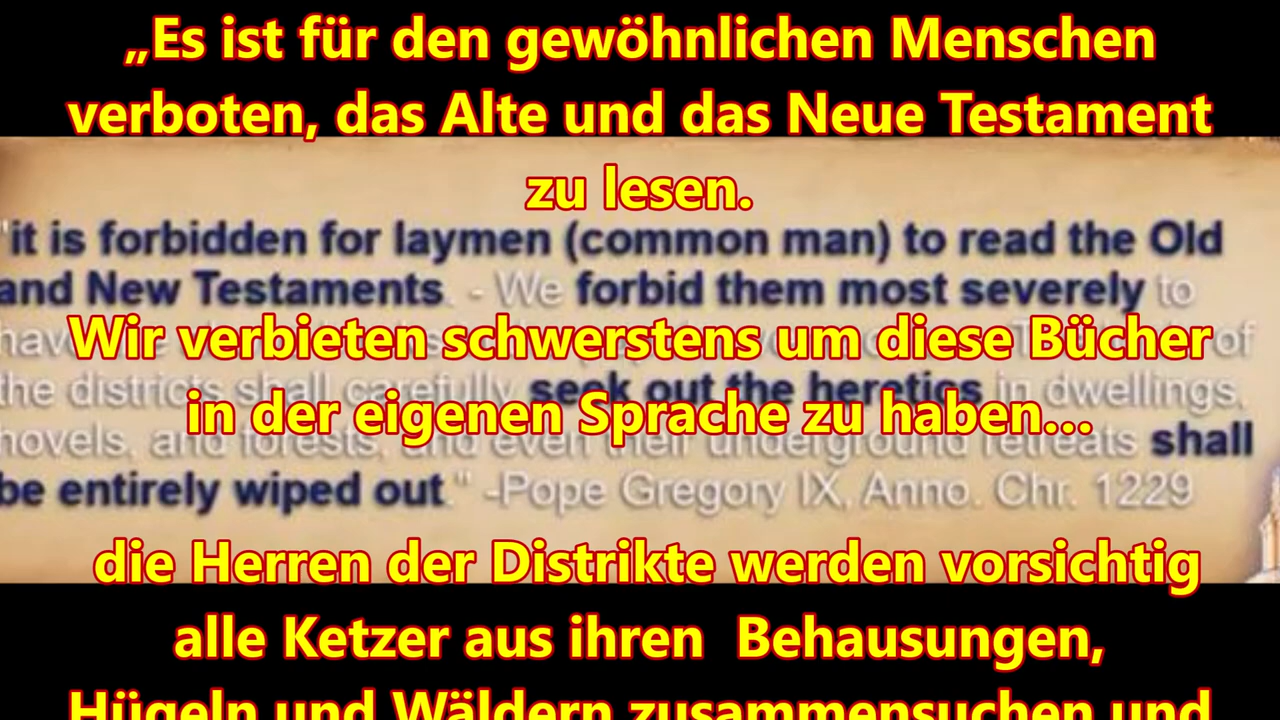 „Es ist für den gewöhnlichen Menschen
verboten, das Alte und das Neue Testament
zu lesen.
"it is forbidden for laymen (common man) to read the Old
and New Testaments. - We forbid them most severely to
Wir verbieten schwerstens um diese Bücher
of
the districts shall carefully seek out the heretics in dwellings,
in der eigenen Sprache zu haben...
hovels, and forests, and even their underground retreats shall
be entirely wiped out." -Pope Gregory IX, Anno. Chr. 1229
die Herren der Distrikte werden vorsichtig
alle Ketzer aus ihren Behausungen,
Hügeln und Wäldern zusammensuchen und